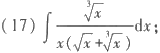 (17) ∫ ∛x / (x(√x + ∛x)) dx;